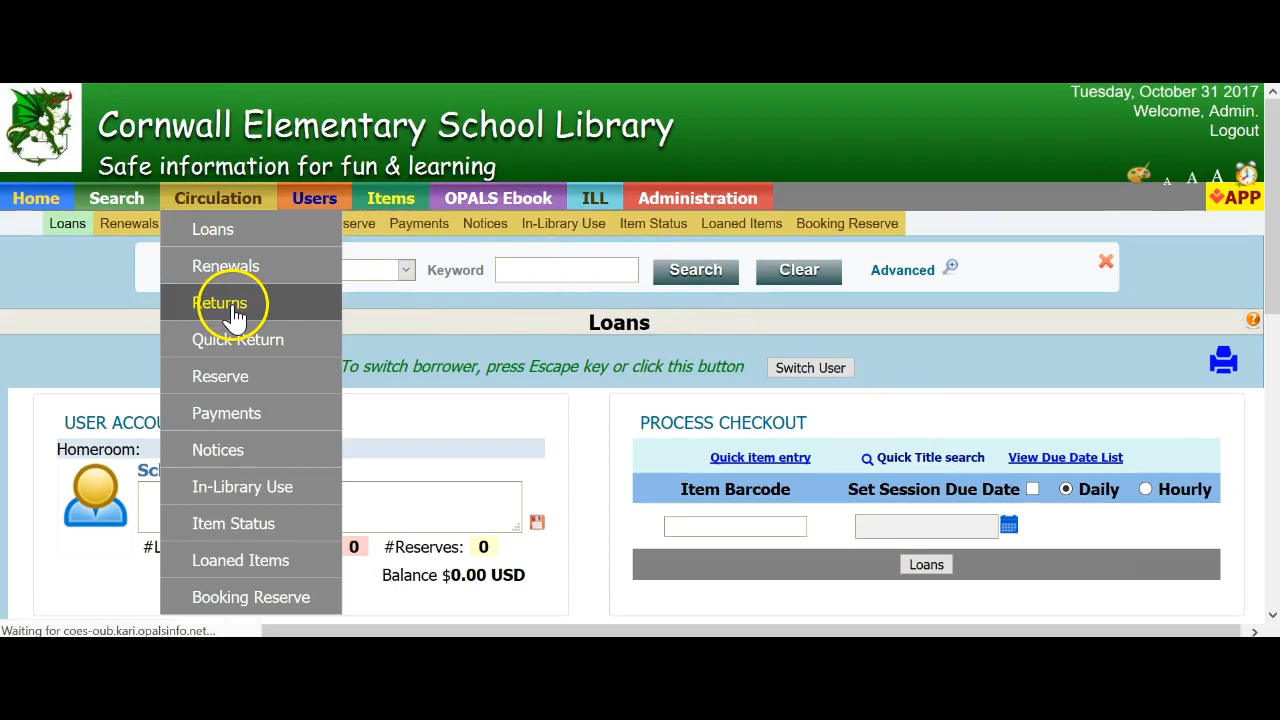 Tuesday, October 31 2017
Welcome, Admin.
Logout
Cornwall Elementary School Library
Safe information for fun & learning
A A A
Home Search Circulation Users Items OPALS Ebook ILL Administration APP
Loans Renewals Payments Notices In-Library Use Item Status Loaned Items Booking Reserve
Loans
Renewals
Returns
Quick Return
Reserve
Payments
Notices
In-Library Use
Item Status
Loaned Items
Booking Reserve
Keyword Search Clear Advanced
Loans
To switch borrower, press Escape key or click this button Switch User
USER
Homeroom:
#Reserves: 0
0
Balance $0.00 USD
PROCESS CHECKOUT
Quick item entry Quick Title search View Due Date List
Item Barcode Set Session Due Date Daily Hourly
Loans
Waiting for coes-oub.kari.opalsinfo.net...